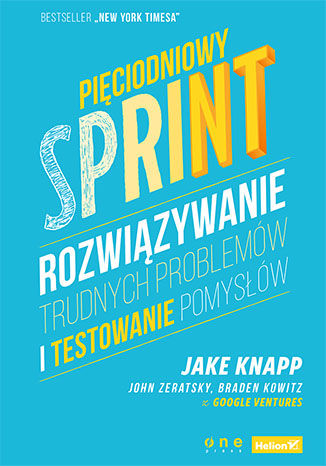 BESTSELLER „NEW YORK TIMESA”
PIĘCIODNIOWY
SPRINT
ROZWIĄZYWANIE
TRUDNYCH PROBLEMÓW
I TESTOWANIE POMYSŁÓW
JAKE KNAPP
JOHN ZERATSKY, BRADEN KOWITZ
z GOOGLE VENTURES
one
press
Helion